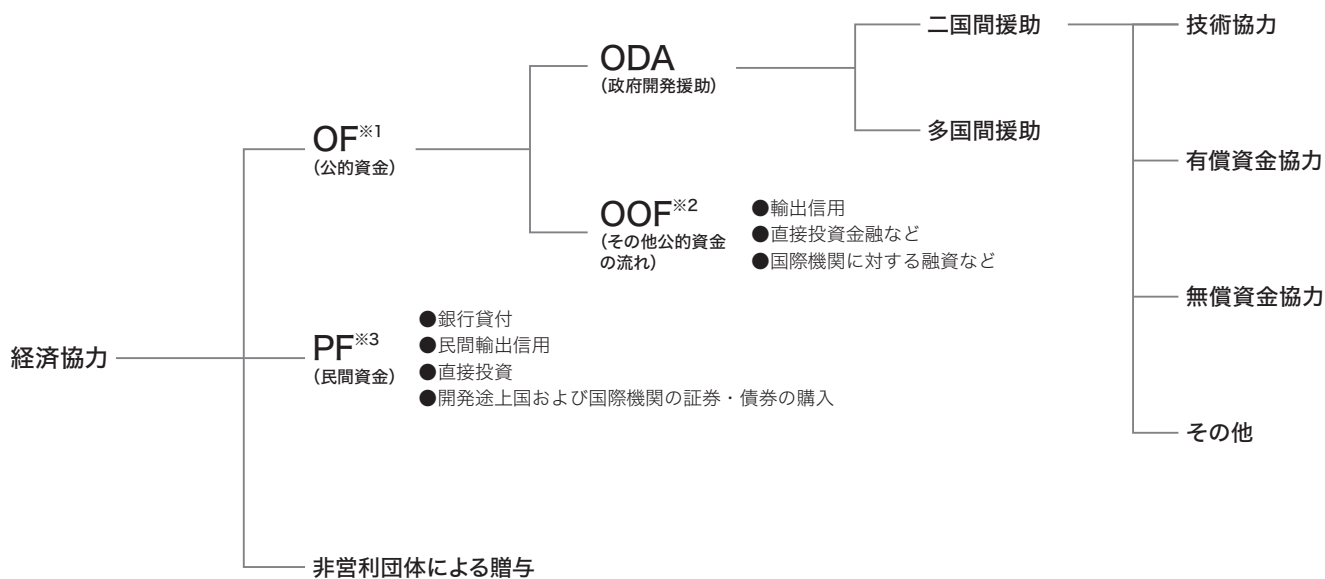 経済協力
OF※1
(公的資金)
ODA
(政府開発援助)
二国間援助
技術協力
有償資金協力
無償資金協力
その他
多国間援助
OOF※2
(その他公的資金
の流れ)
●輸出信用
●直接投資金融など
●国際機関に対する融資など
PF※3
(民間資金)
●銀行貸付
●民間輸出信用
●直接投資
●開発途上国および国際機関の証券・債券の購入
非営利団体による贈与